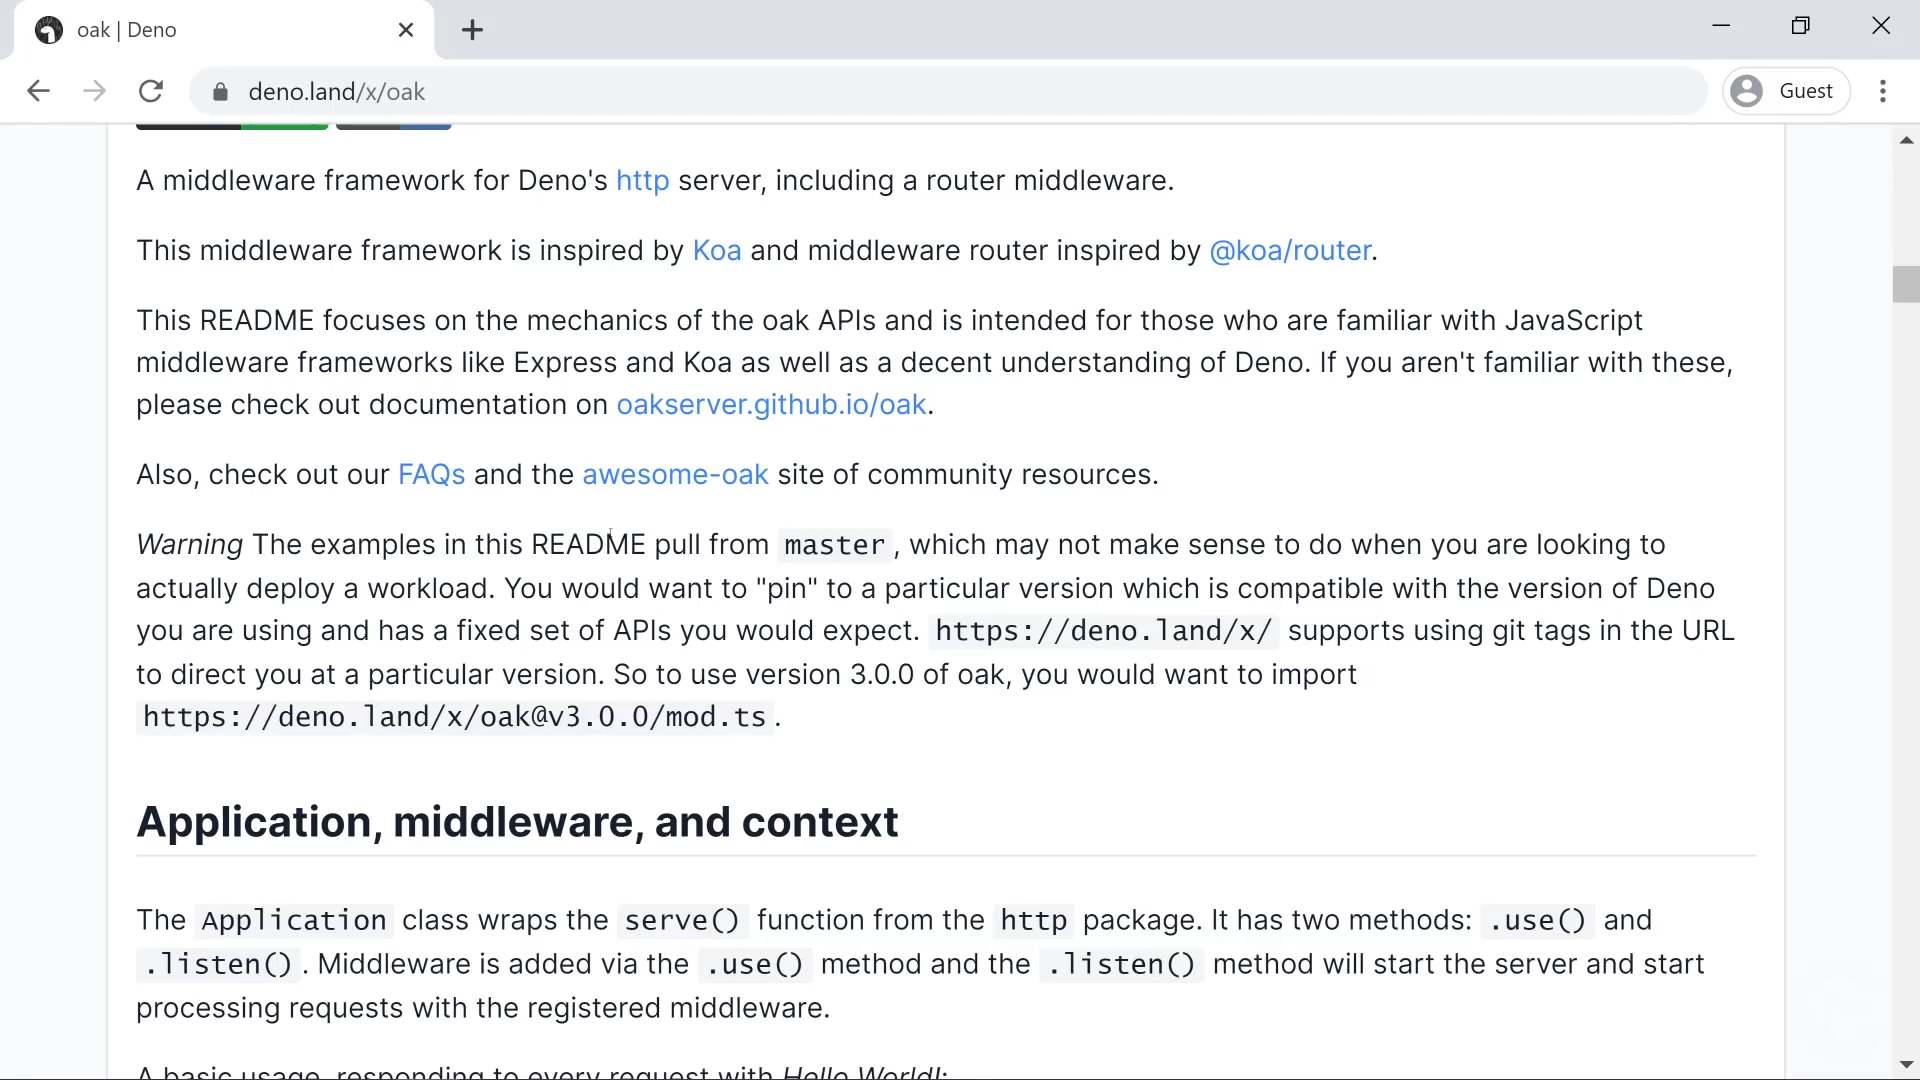 oak | Deno
deno.land/x/oak
Guest
A middleware framework for Deno's http server, including a router middleware.
This middleware framework is inspired by Koa and middleware router inspired by @koa/router.
This README focuses on the mechanics of the oak APIs and is intended for those who are familiar with JavaScript
middleware frameworks like Express and Koa as well as a decent understanding of Deno. If you aren't familiar with these,
please check out documentation on oakserver.github.io/oak.
Also, check out our FAQs and the awesome-oak site of community resources.
Warning The examples in this README pull from master, which may not make sense to do when you are looking to
actually deploy a workload. You would want to "pin" to a particular version which is compatible with the version of Deno
you are using and has a fixed set of APIs you would expect. https://deno.land/x/ supports using git tags in the URL
to direct you at a particular version. So to use version 3.0.0 of oak, you would want to import
https://deno.land/x/oak@v3.0.0/mod.ts.
Application, middleware, and context
The Application class wraps the serve() function from the http package. It has two methods: .use() and
.listen(). Middleware is added via the .use() method and the .listen() method will start the server and start
processing requests with the registered middleware.
A basic usage, responding to every request with Hello World!: